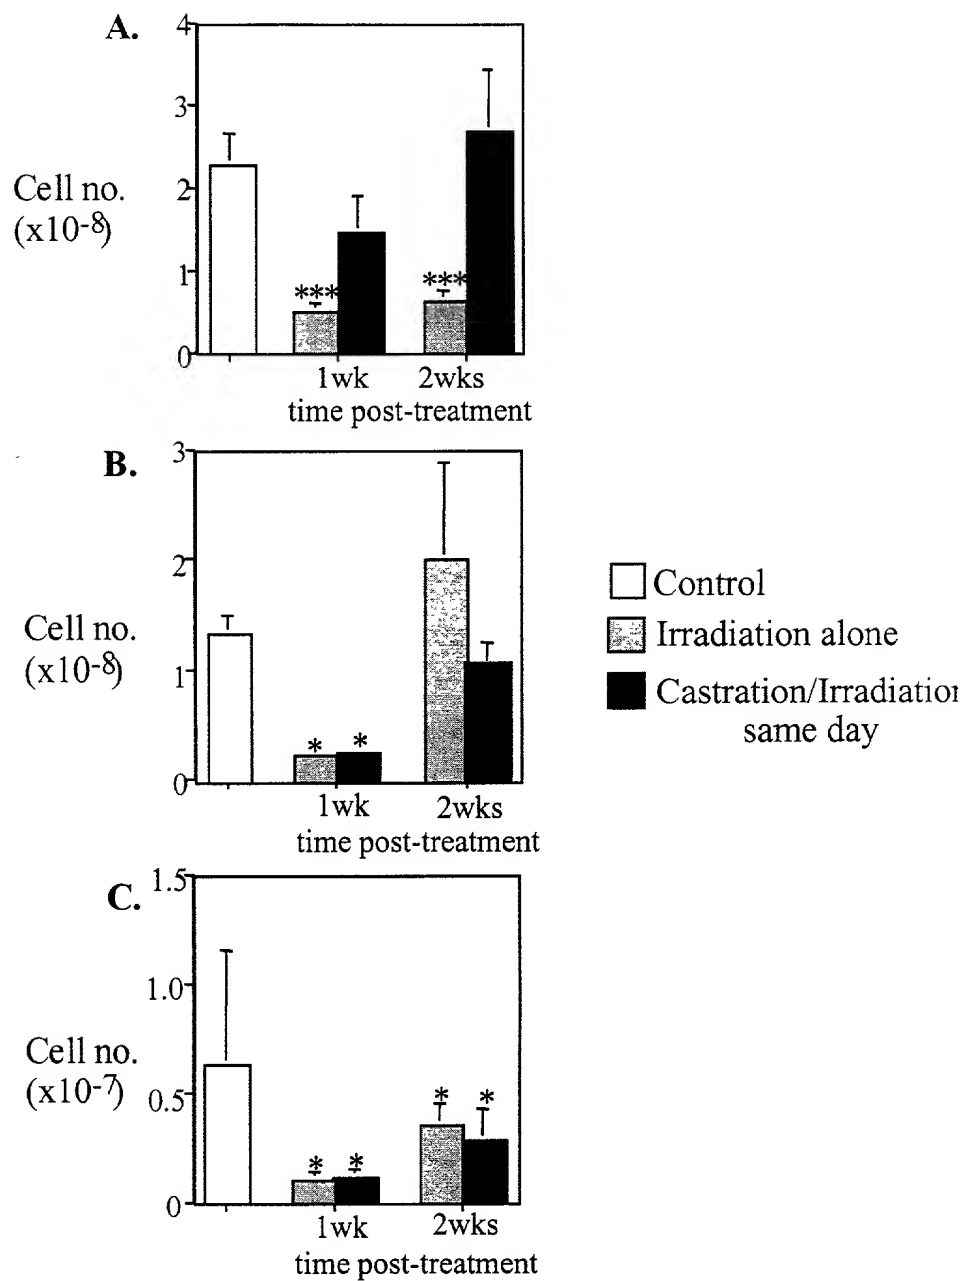 A.
4
3
2
1
0
Cell no.
(x10-8)
***
***
1wk 2wks
time post-treatment
B.
3
2
1
0
Cell no.
(x10-8)
* *
1wk 2wks
time post-treatment
Control
Irradiation alone
Castration/Irradiation
same day
C.
1.5
1.0
0.5
0
Cell no.
(x10-7)
* *
* *
1wk 2wks
time post-treatment